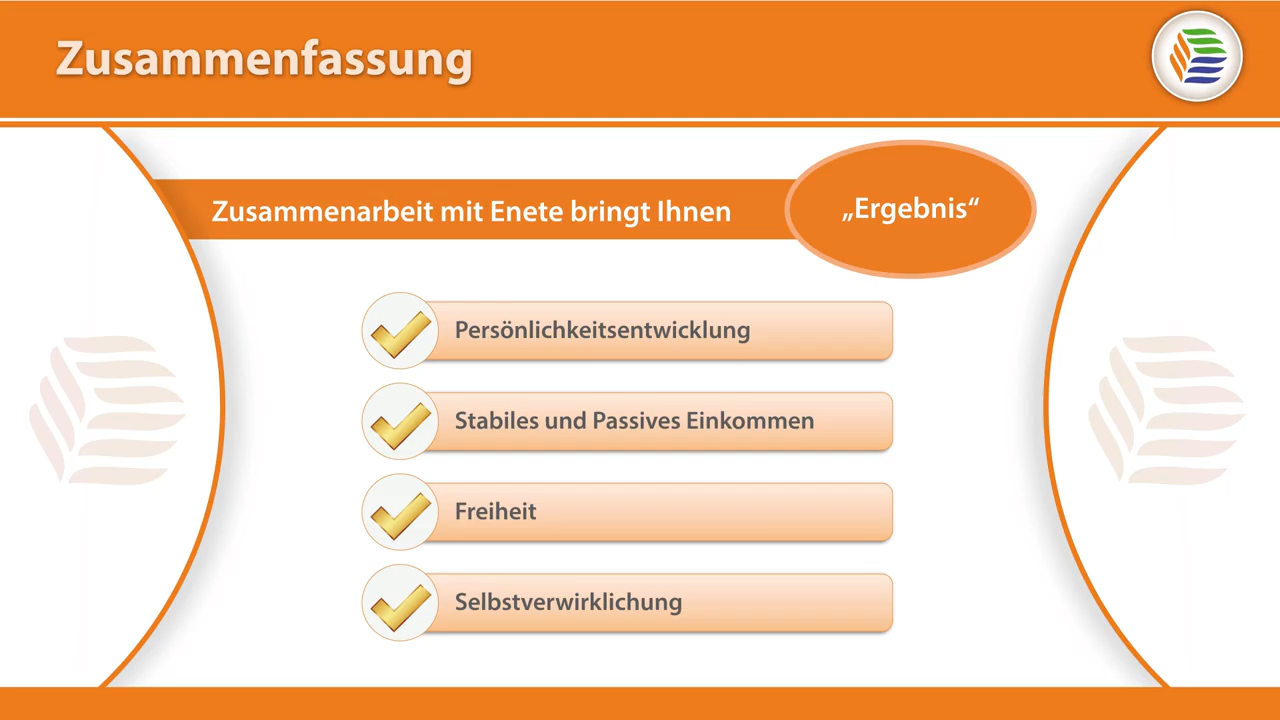 Zusammenfassung
Zusammenarbeit mit Enete bringt Ihnen
„Ergebnis“
Persönlichkeitsentwicklung
Stabiles und Passives Einkommen
Freiheit
Selbstverwirklichung